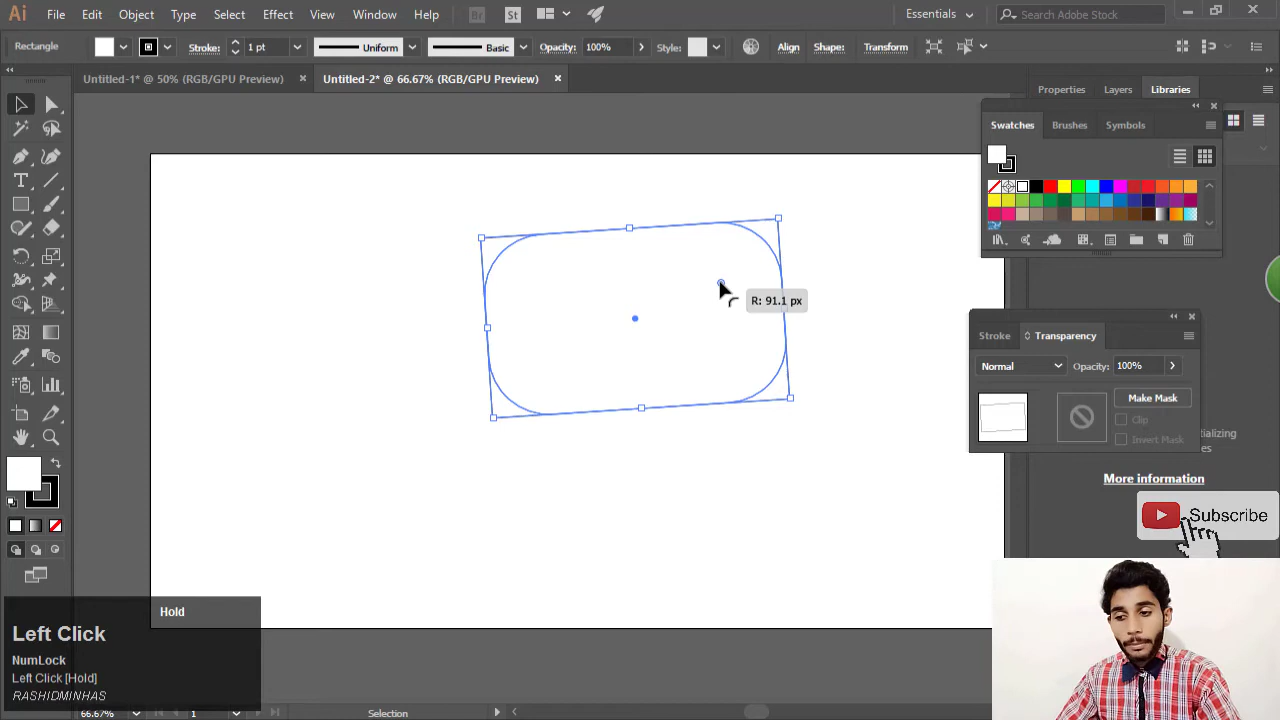 Ai File Edit Object Type Select Effect View Window Help Br St Essentials Search Adobe Stock
Rectangle Stroke: 1 pt Uniform Basic Opacity: 100% Style: Align Shape: Transform
Untitled-1* @ 50% (RGB/GPU Preview) Untitled-2* @ 66.67% (RGB/GPU Preview)
Properties Layers Libraries
Swatches Brushes Symbols
R: 91.1 px
Stroke Transparency
Normal Opacity: 100%
Make Mask
Clip
Invert Mask
More information
Subscribe
Hold
Left Click
NumLock
Left Click [Hold]
RASHIDMINHAS
66.67% 1 Selection